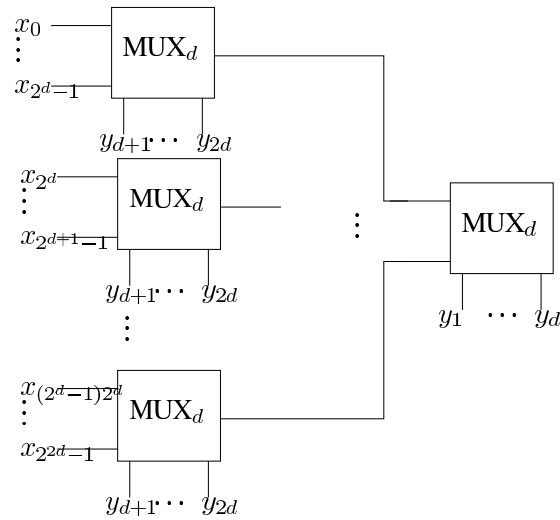 x_0
⋮
x_{2^d-1}
MUX_d
y_{d+1} ⋯ y_{2d}
x_{2^d}
⋮
x_{2^{d+1}-1}
MUX_d
y_{d+1} ⋯ y_{2d}
⋮
⋮
MUX_d
y_1 ⋯ y_d
x_{(2^d-1)2^d}
⋮
x_{2^{2d}-1}
MUX_d
y_{d+1} ⋯ y_{2d}